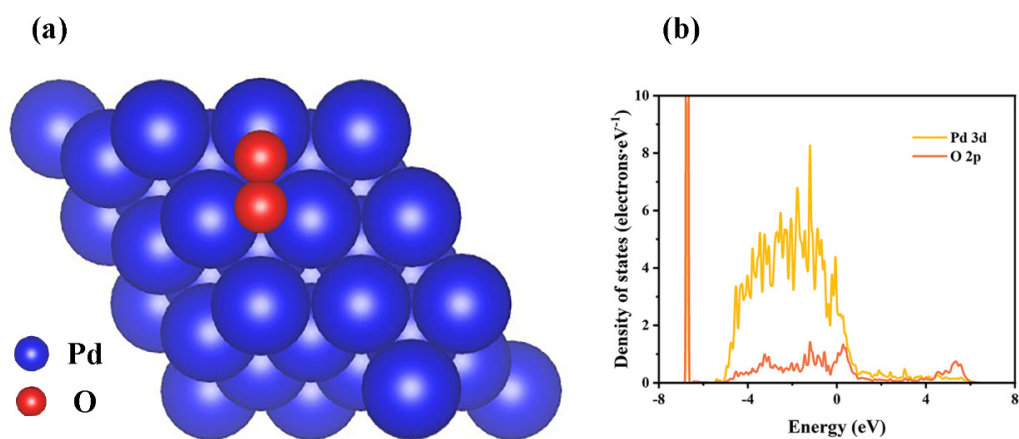 (a)
(b)
Pd
O
Density of states (electrons·eV⁻¹)
10
8
6
4
2
0
Pd 3d
O 2p
-8
-4
0
4
8
Energy (eV)